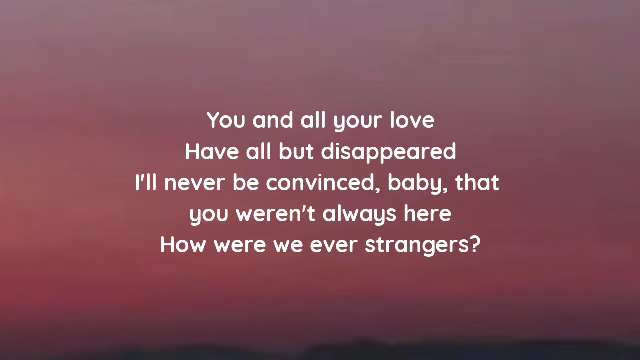 You and all your love
Have all but disappeared
I'll never be convinced, baby, that
you weren't always here
How were we ever strangers?